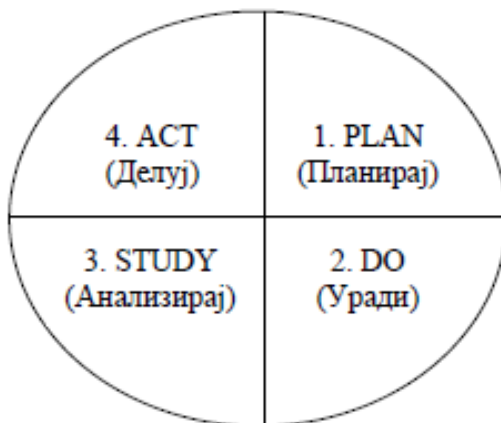 4. ACT
(Делуј)
1. PLAN
(Планирај)
3. STUDY
(Анализирај)
2. DO
(Уради)